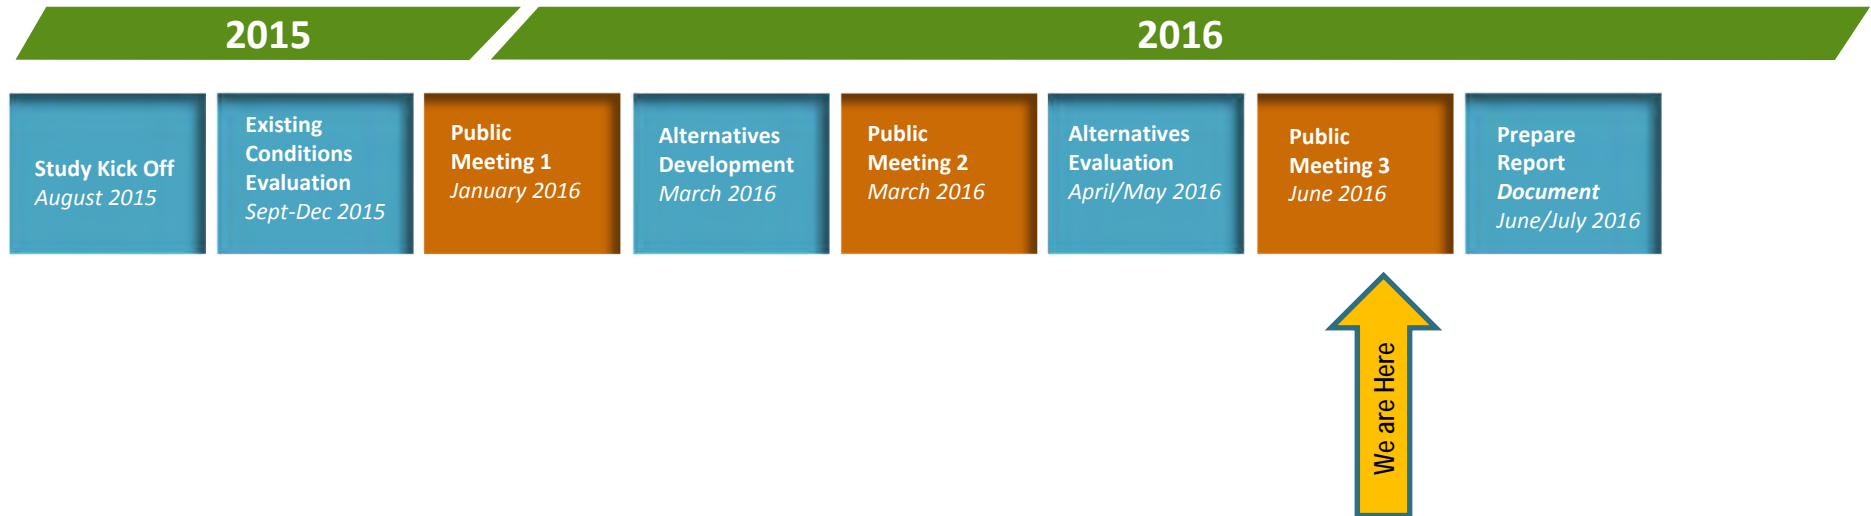 2015
2016
Study Kick Off
August 2015
Existing
Conditions
Evaluation
Sept-Dec 2015
Public
Meeting 1
January 2016
Alternatives
Development
March 2016
Public
Meeting 2
March 2016
Alternatives
Evaluation
April/May 2016
Public
Meeting 3
June 2016
Prepare
Report
Document
June/July 2016
We are Here